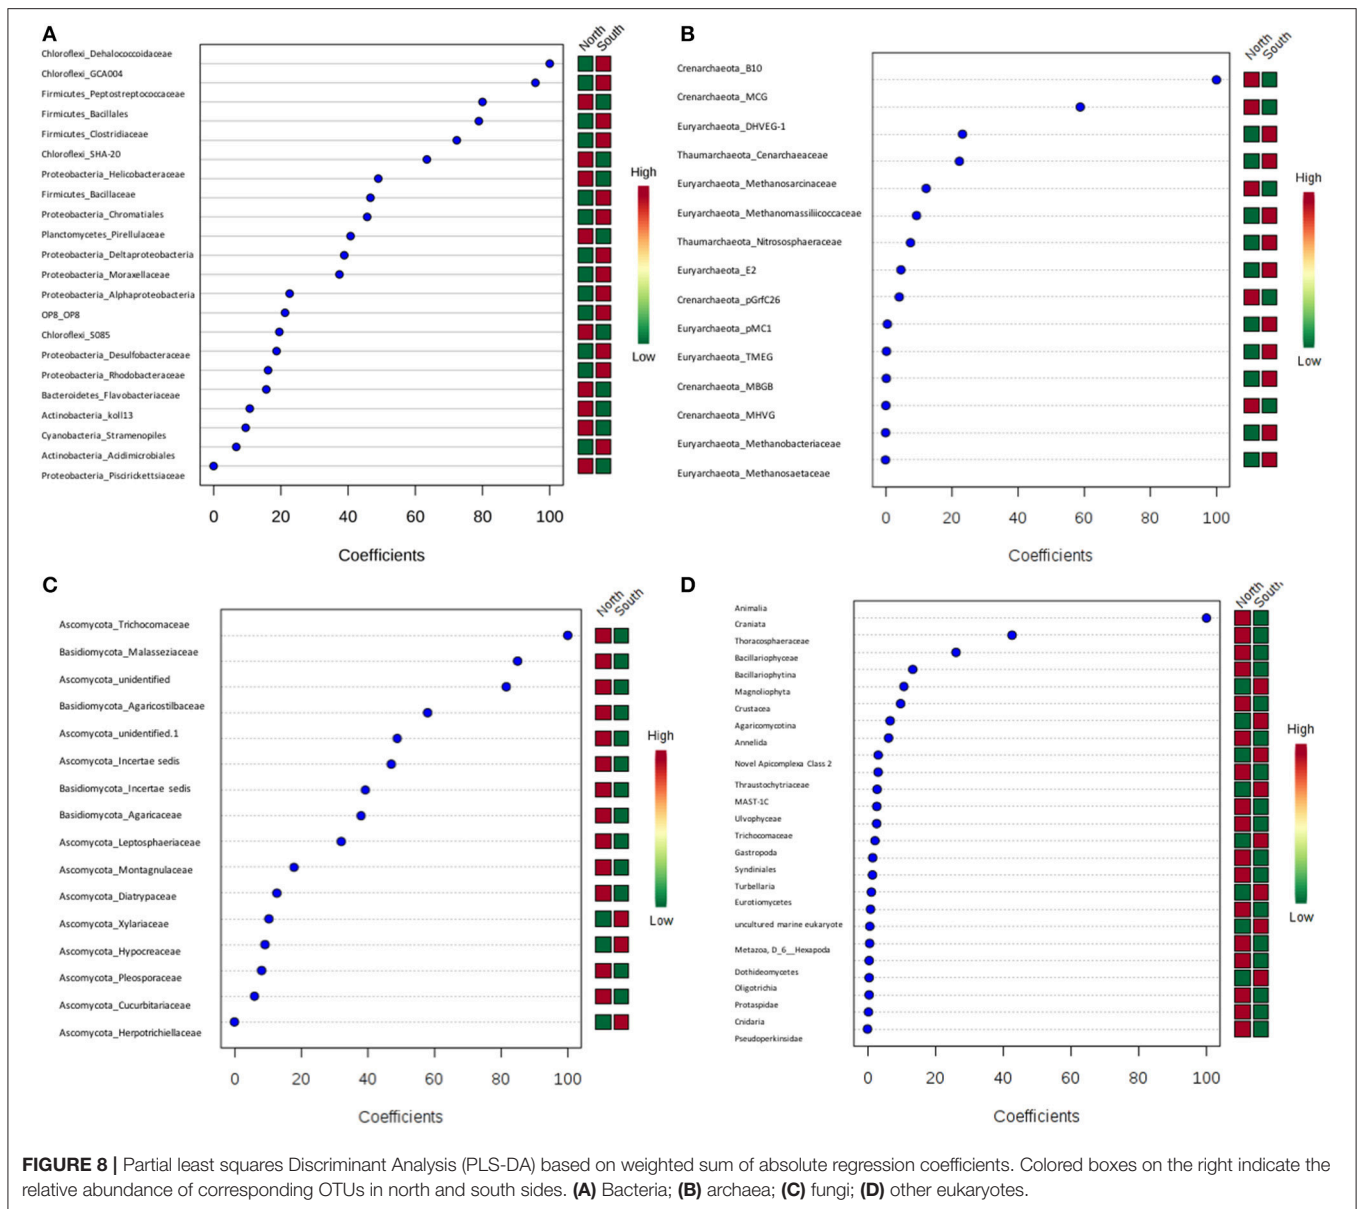 A
North
South
Chloroflexi_Dehalococcoidaceae
Chloroflexi_GCA004
Firmicutes_Peptostreptococcaceae
Firmicutes_Bacillales
Firmicutes_Clostridiaceae
Chloroflexi_SHA-20
Proteobacteria_Helicobacteraceae
Firmicutes_Bacillaceae
Proteobacteria_Chromatiales
Planctomycetes_Pirellulaceae
Proteobacteria_Deltaproteobacteria
Proteobacteria_Moraxellaceae
Proteobacteria_Alphaproteobacteria
OP8_OP8
Chloroflexi_S085
Proteobacteria_Desulfobacteraceae
Proteobacteria_Rhodobacteraceae
Bacteroidetes_Flavobacteriaceae
Actinobacteria_koll13
Cyanobacteria_Stramenopiles
Actinobacteria_Acidimicrobiales
Proteobacteria_Piscirickettsiaceae
High
Low
0 20 40 60 80 100
Coefficients
B
North
South
Crenarchaeota_B10
Crenarchaeota_MCG
Euryarchaeota_DHVEG-1
Thaumarchaeota_Cenarchaeaceae
Euryarchaeota_Methanosarcinaceae
Euryarchaeota_Methanomassiliicoccaceae
Thaumarchaeota_Nitrososphaeraceae
Euryarchaeota_E2
Crenarchaeota_pGrfC26
Euryarchaeota_pMC1
Euryarchaeota_TMEG
Crenarchaeota_MBGB
Crenarchaeota_MHVG
Euryarchaeota_Methanobacteriaceae
Euryarchaeota_Methanosaetaceae
High
Low
0 20 40 60 80 100
Coefficients
C
North
South
Ascomycota_Trichocomaceae
Basidiomycota_Malasseziaceae
Ascomycota_unidentified
Basidiomycota_Agaricostilbaceae
Ascomycota_unidentified.1
Ascomycota_Incertae sedis
Basidiomycota_Incertae sedis
Basidiomycota_Agaricaceae
Ascomycota_Leptosphaeriaceae
Ascomycota_Montagnulaceae
Ascomycota_Diatrypaceae
Ascomycota_Xylariaceae
Ascomycota_Hypocreaceae
Ascomycota_Pleosporaceae
Ascomycota_Cucurbitariaceae
Ascomycota_Herpotrichiellaceae
High
Low
0 20 40 60 80 100
Coefficients
D
North
South
Animalia
Craniata
Thoracosphaeraceae
Bacillariophyceae
Bacillariophytina
Magnoliophyta
Crustacea
Agaricomycotina
Annelida
Novel Apicomplexa Class 2
Thraustochytriaceae
MAST-1C
Ulvophyceae
Trichocomaceae
Gastropoda
Syndiniales
Turbellaria
Eurotiomycetes
uncultured marine eukaryote
Metazoa, D_6__Hexapoda
Dothideomycetes
Oligotrichia
Protaspidae
Cnidaria
Pseudoperkinsidae
High
Low
0 20 40 60 80 100
Coefficients
FIGURE 8 | Partial least squares Discriminant Analysis (PLS-DA) based on weighted sum of absolute regression coefficients. Colored boxes on the right indicate the
relative abundance of corresponding OTUs in north and south sides. (A) Bacteria; (B) archaea; (C) fungi; (D) other eukaryotes.